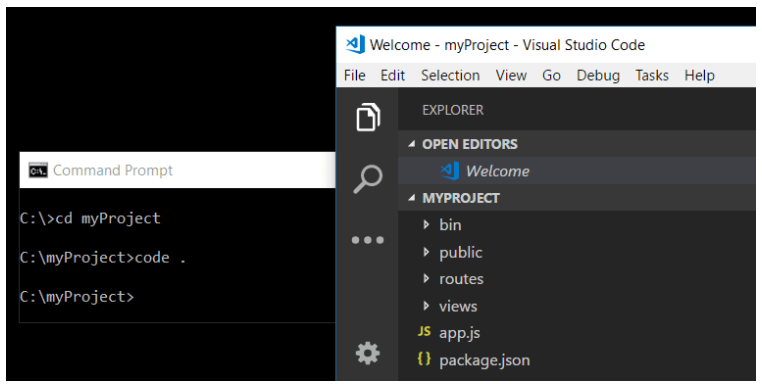 Command Prompt
C:\>cd myProject
C:\myProject>code .
C:\myProject>
Welcome - myProject - Visual Studio Code
File Edit Selection View Go Debug Tasks Help
EXPLORER
OPEN EDITORS
Welcome
MYPROJECT
bin
public
routes
views
JS app.js
{} package.json